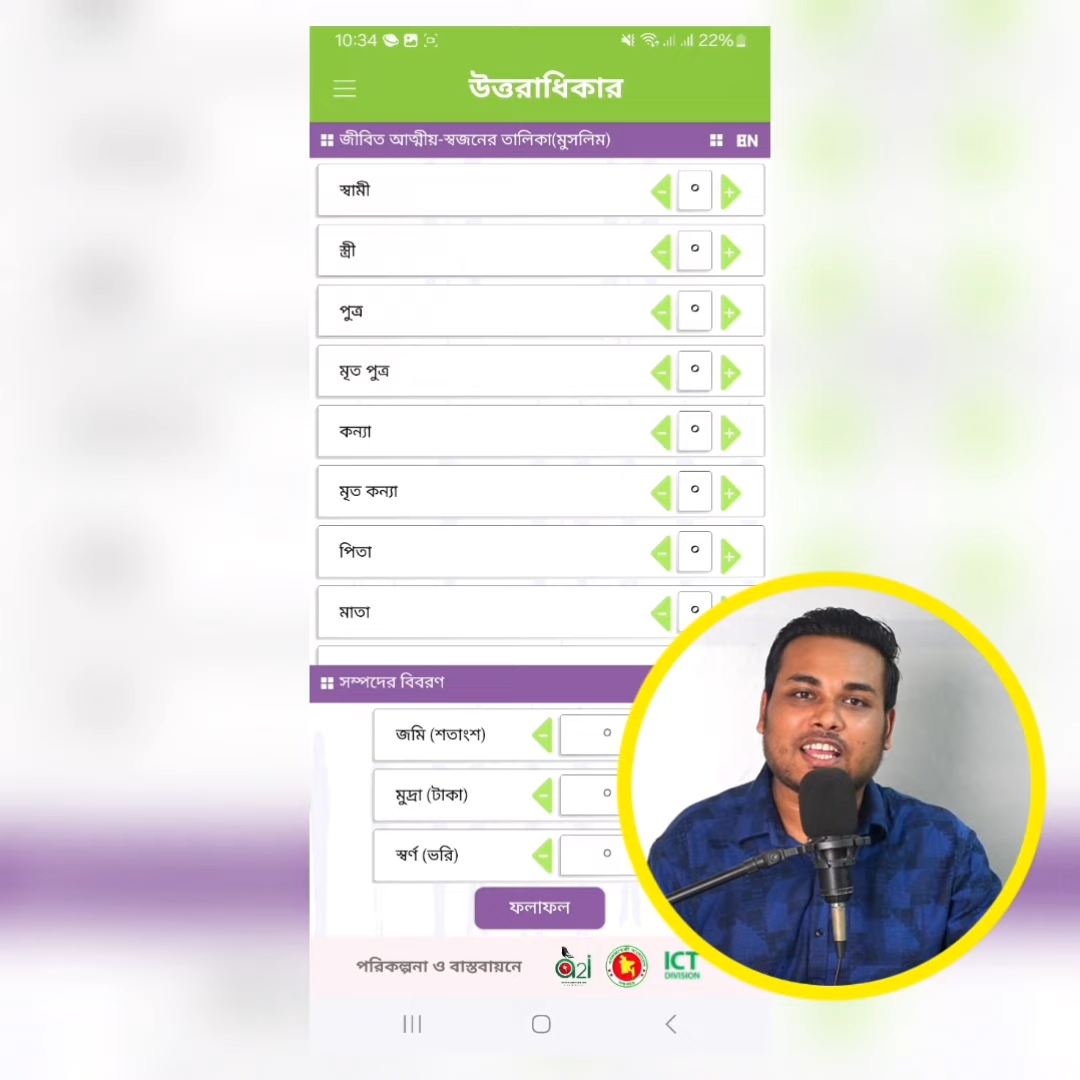 10:34 22%
উত্তরাধিকার
জীবিত আত্মীয়-স্বজনের তালিকা(মুসলিম) EN
স্বামী ০
স্ত্রী ০
পুত্র ০
মৃত পুত্র ০
কন্যা ০
মৃত কন্যা ০
পিতা ০
মাতা ০
সম্পদের বিবরণ
জমি (শতাংশ) ০
মুদ্রা (টাকা) ০
স্বর্ণ (ভরি) ০
ফলাফল
পরিকল্পনা ও বাস্তবায়নে a2i ICT
DIVISION